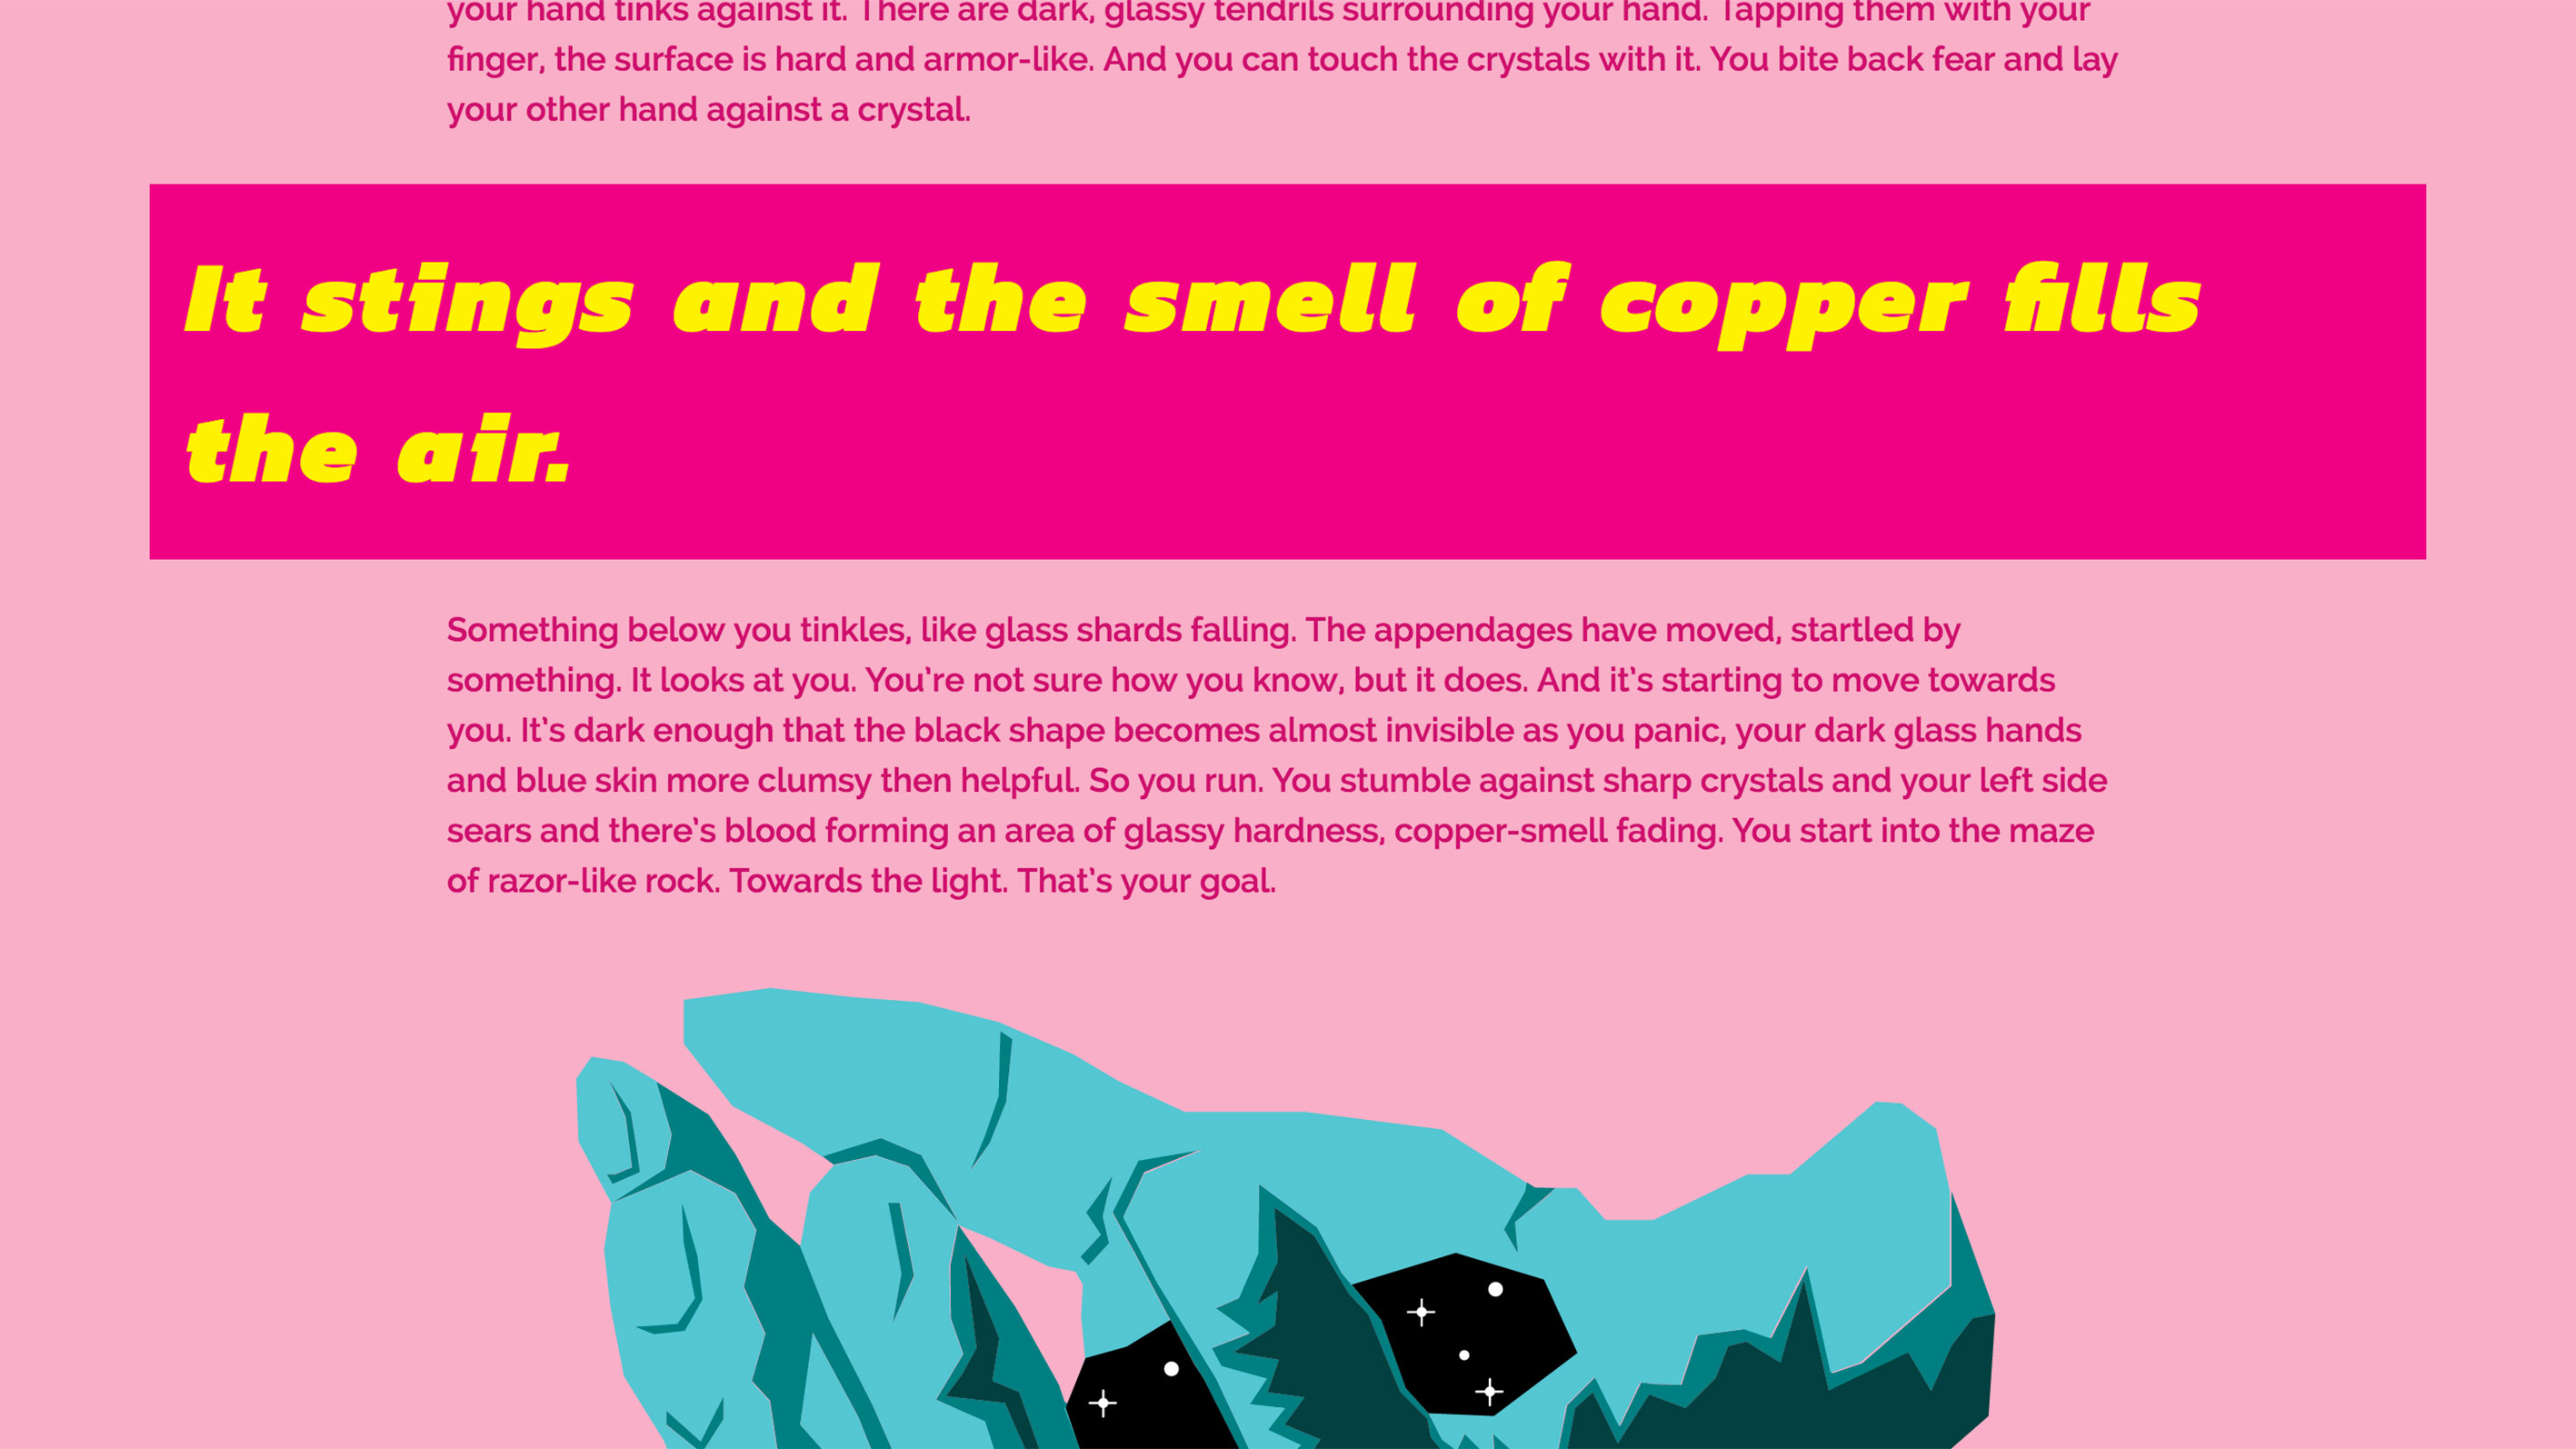 your hand tinks against it. There are dark, glassy tendrils surrounding your hand. Tapping them with your
finger, the surface is hard and armor-like. And you can touch the crystals with it. You bite back fear and lay
your other hand against a crystal.
It stings and the smell of copper fills
the air.
Something below you tinkles, like glass shards falling. The appendages have moved, startled by
something. It looks at you. You’re not sure how you know, but it does. And it’s starting to move towards
you. It’s dark enough that the black shape becomes almost invisible as you panic, your dark glass hands
and blue skin more clumsy then helpful. So you run. You stumble against sharp crystals and your left side
sears and there’s blood forming an area of glassy hardness, copper-smell fading. You start into the maze
of razor-like rock. Towards the light. That’s your goal.